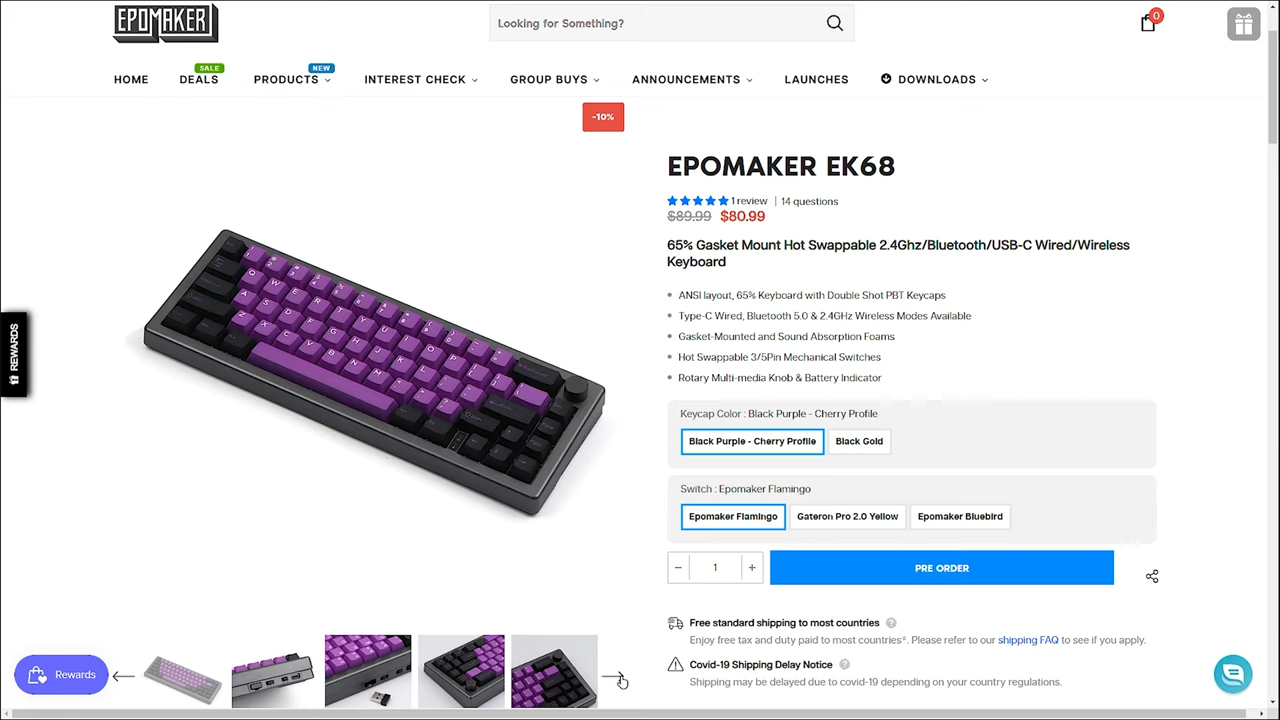 EPOMAKER
Looking for Something?
0
SALE
NEW
HOME
DEALS
PRODUCTS
INTEREST CHECK
GROUP BUYS
ANNOUNCEMENTS
LAUNCHES
DOWNLOADS
-10%
EPOMAKER EK68
1 review | 14 questions
$89.99 $80.99
65% Gasket Mount Hot Swappable 2.4Ghz/Bluetooth/USB-C Wired/Wireless
Keyboard
ANSI layout, 65% Keyboard with Double Shot PBT Keycaps
Type-C Wired, Bluetooth 5.0 & 2.4GHz Wireless Modes Available
Gasket-Mounted and Sound Absorption Foams
Hot Swappable 3/5Pin Mechanical Switches
Rotary Multi-media Knob & Battery Indicator
REWARDS
Keycap Color : Black Purple - Cherry Profile
Black Purple - Cherry Profile
Black Gold
Switch : Epomaker Flamingo
Epomaker Flamingo
Gateron Pro 2.0 Yellow
Epomaker Bluebird
− 1 +
PRE ORDER
Free standard shipping to most countries ?
Enjoy free tax and duty paid to most countries*. Please refer to our shipping FAQ to see if you apply.
Covid-19 Shipping Delay Notice ?
Shipping may be delayed due to covid-19 depending on your country regulations.
Rewards